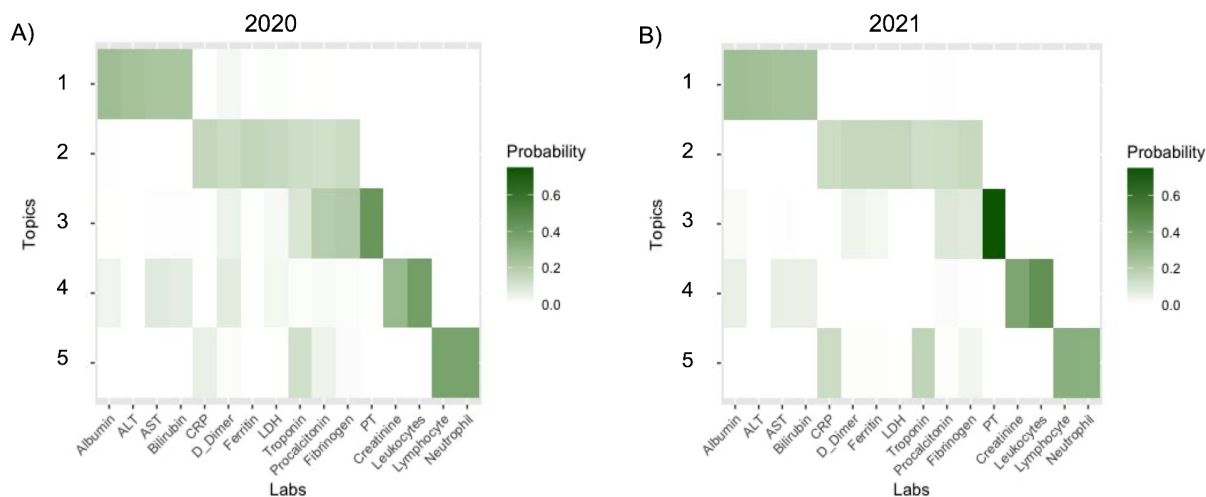 A)
2020
1
2
3
4
5
Topics
Albumin
ALT
AST
Bilirubin
CRP
D_Dimer
Ferritin
LDH
Troponin
Procalcitonin
Fibrinogen
PT
Creatinine
Leukocytes
Lymphocyte
Neutrophil
Labs
Probability
0.6
0.4
0.2
0.0
B)
2021
1
2
3
4
5
Topics
Albumin
ALT
AST
Bilirubin
CRP
D_Dimer
Ferritin
LDH
Troponin
Procalcitonin
Fibrinogen
PT
Creatinine
Leukocytes
Lymphocyte
Neutrophil
Labs
Probability
0.6
0.4
0.2
0.0